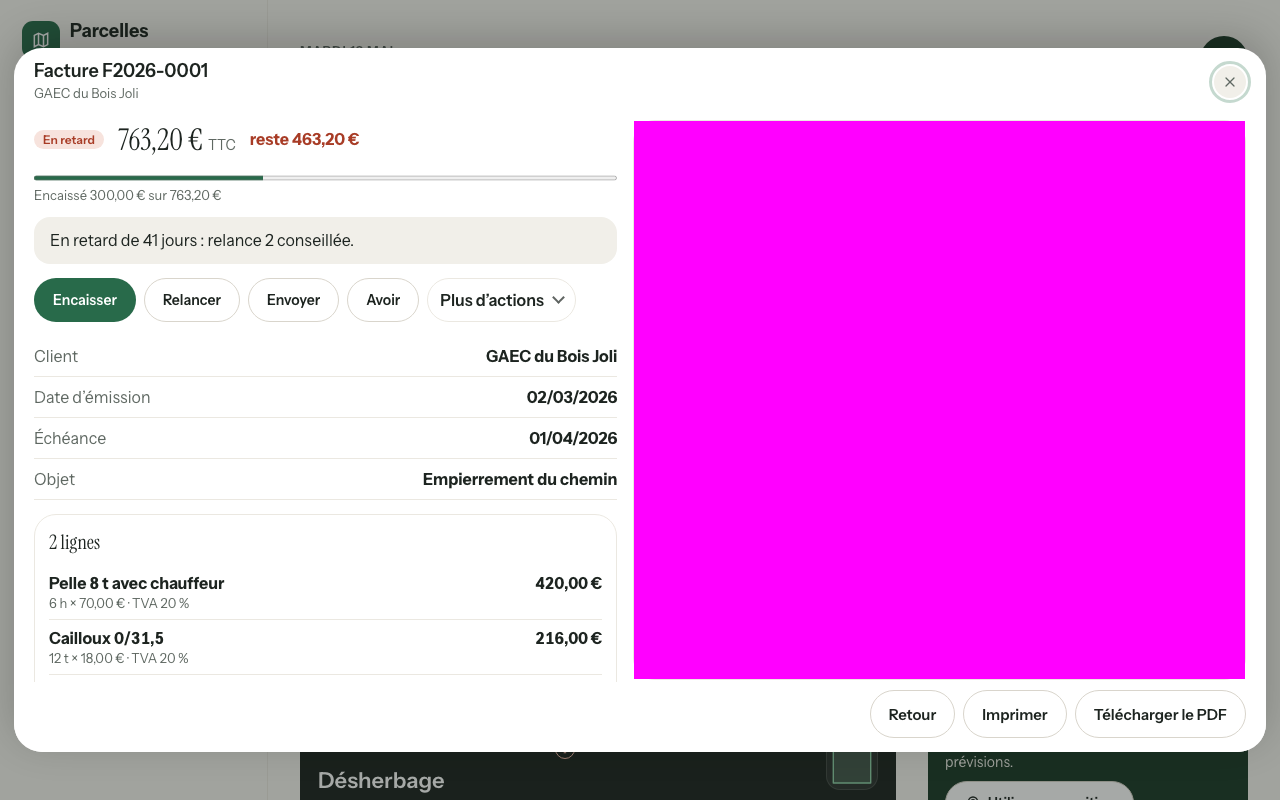 Parcelles
Facture F2026-0001
GAEC du Bois Joli
En retard
763,20 € TTC
reste 463,20 €
Encaissé 300,00 € sur 763,20 €
En retard de 41 jours : relance 2 conseillée.
Encaisser
Relancer
Envoyer
Avoir
Plus d’actions
Client
GAEC du Bois Joli
Date d’émission
02/03/2026
Échéance
01/04/2026
Objet
Empierrement du chemin
2 lignes
Pelle 8 t avec chauffeur
420,00 €
6 h × 70,00 € · TVA 20 %
Cailloux 0/31,5
216,00 €
12 t × 18,00 € · TVA 20 %
Retour
Imprimer
Télécharger le PDF
Désherbage
prévisions.